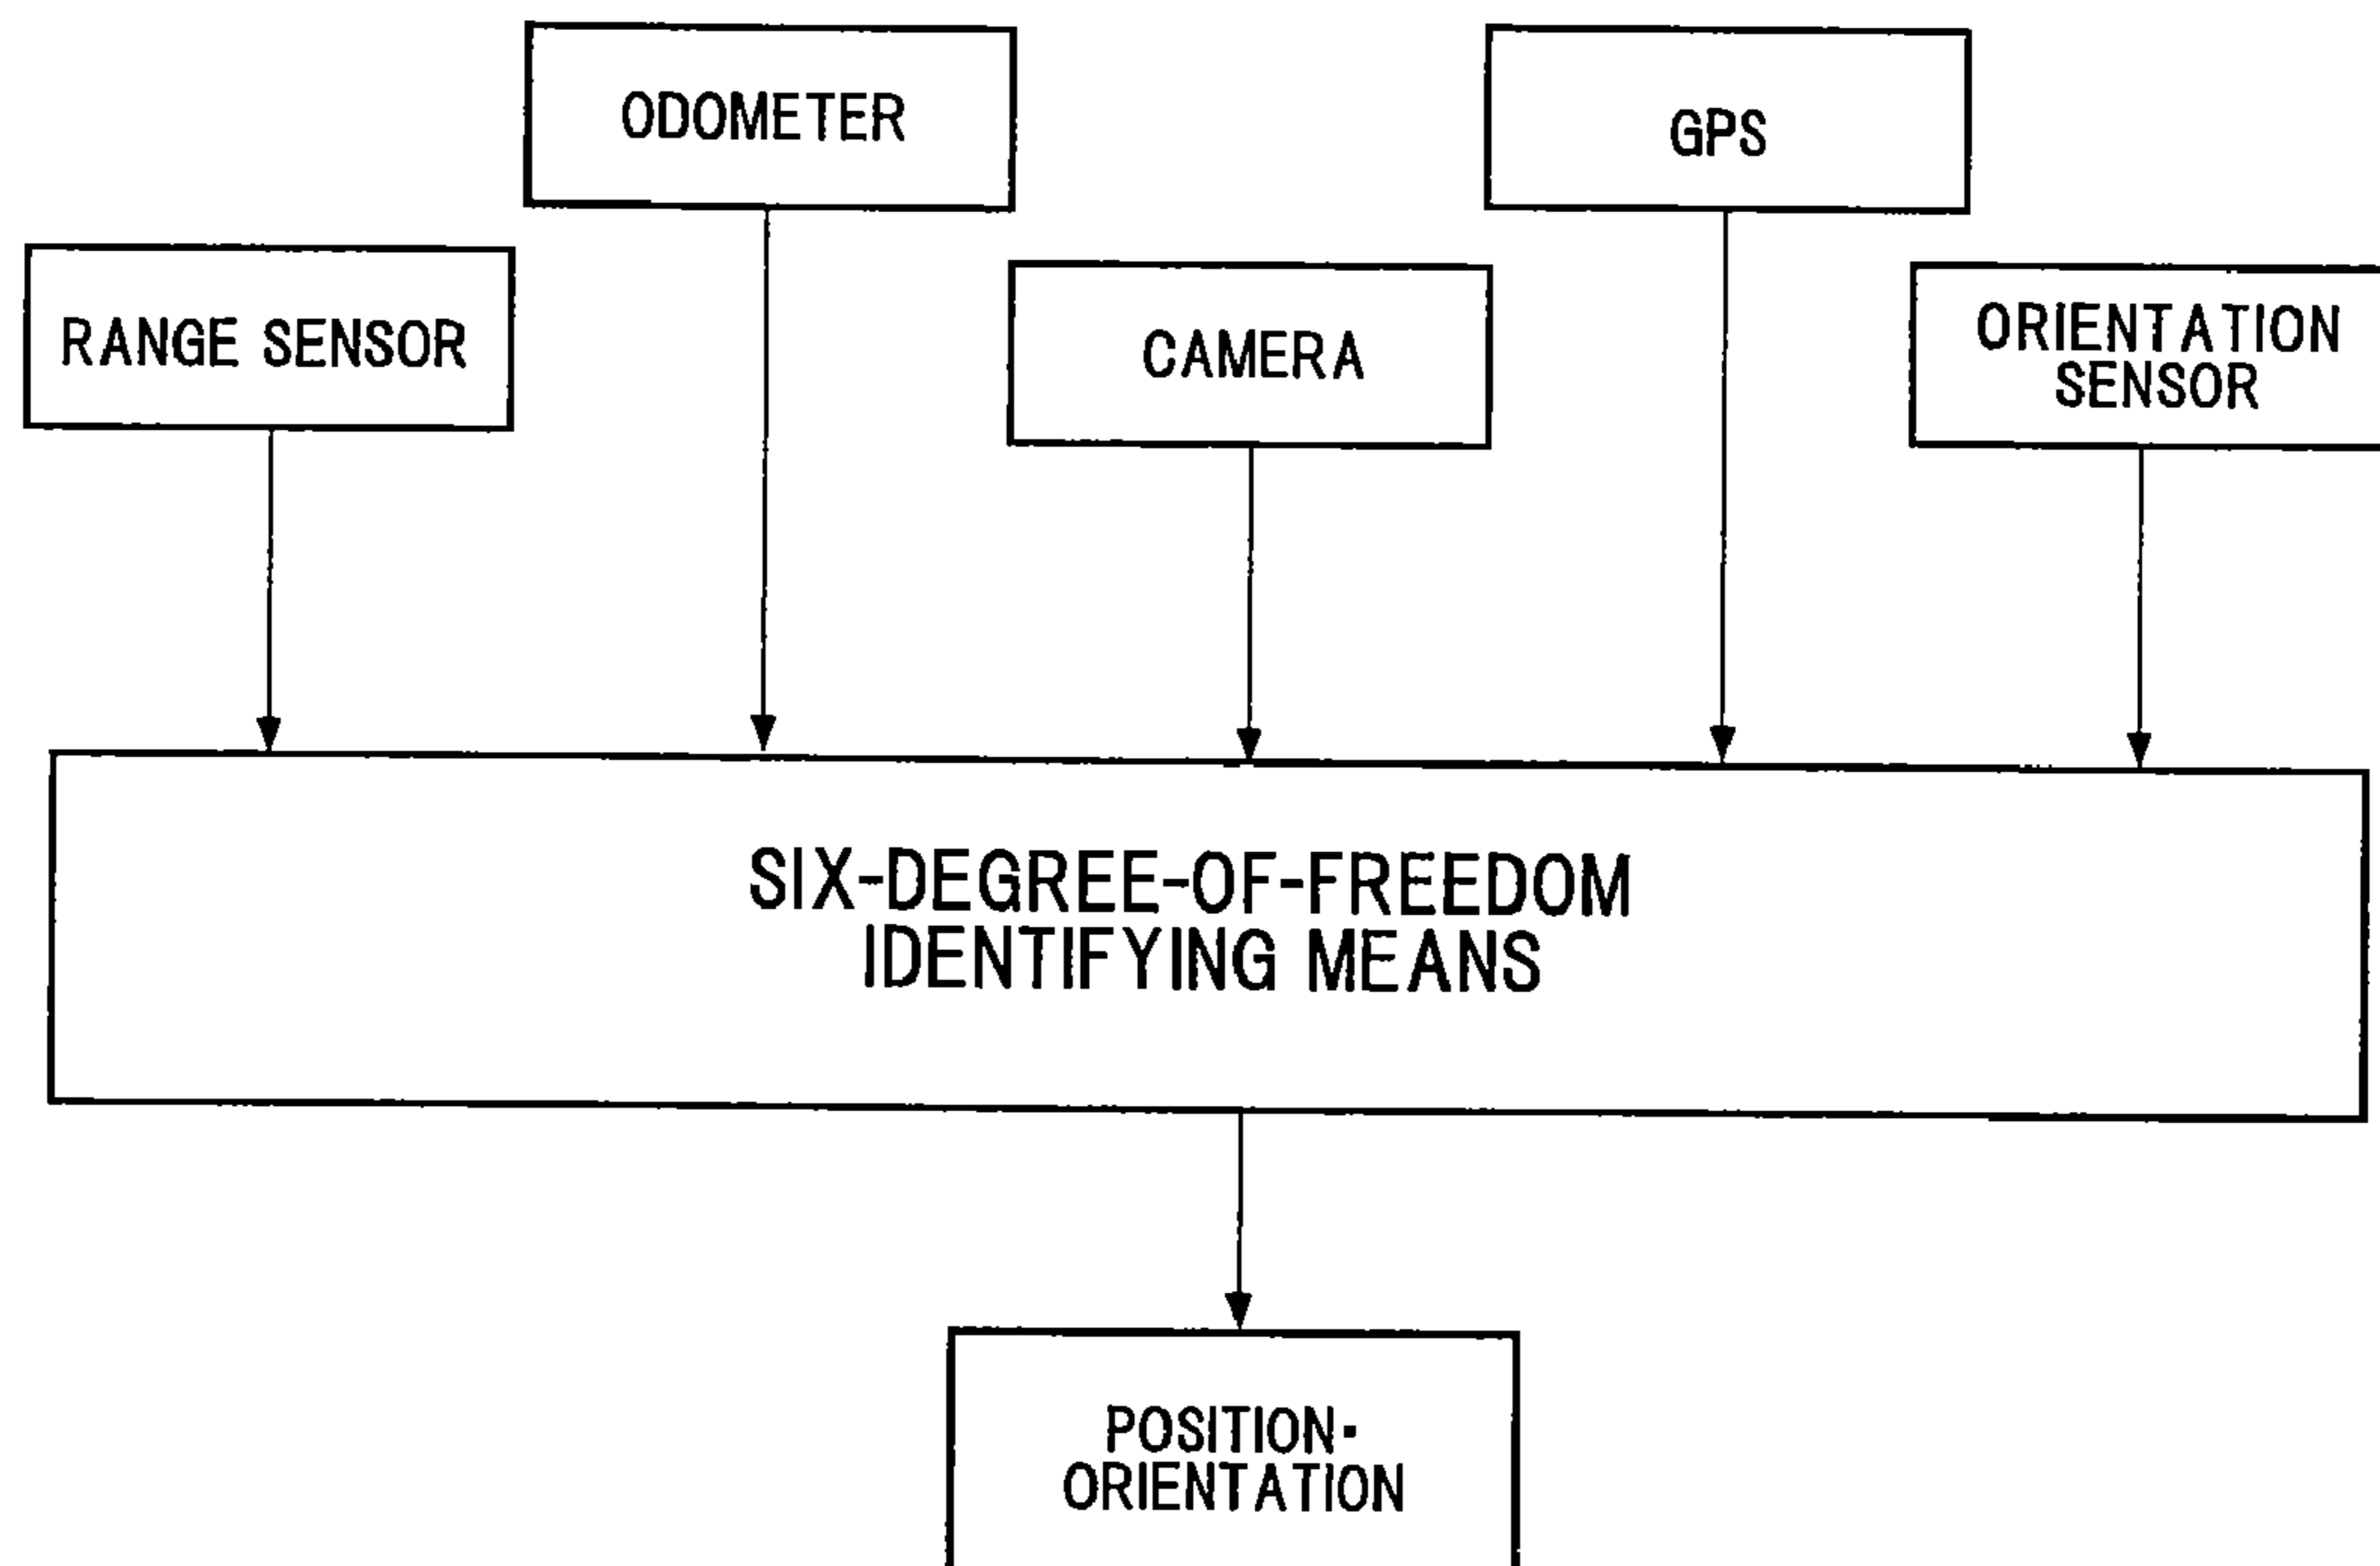 ODOMETER
GPS
RANGE SENSOR
CAMERA
ORIENTATION
SENSOR
SIX-DEGREE-OF-FREEDOM
IDENTIFYING MEANS
POSITION·
ORIENTATION